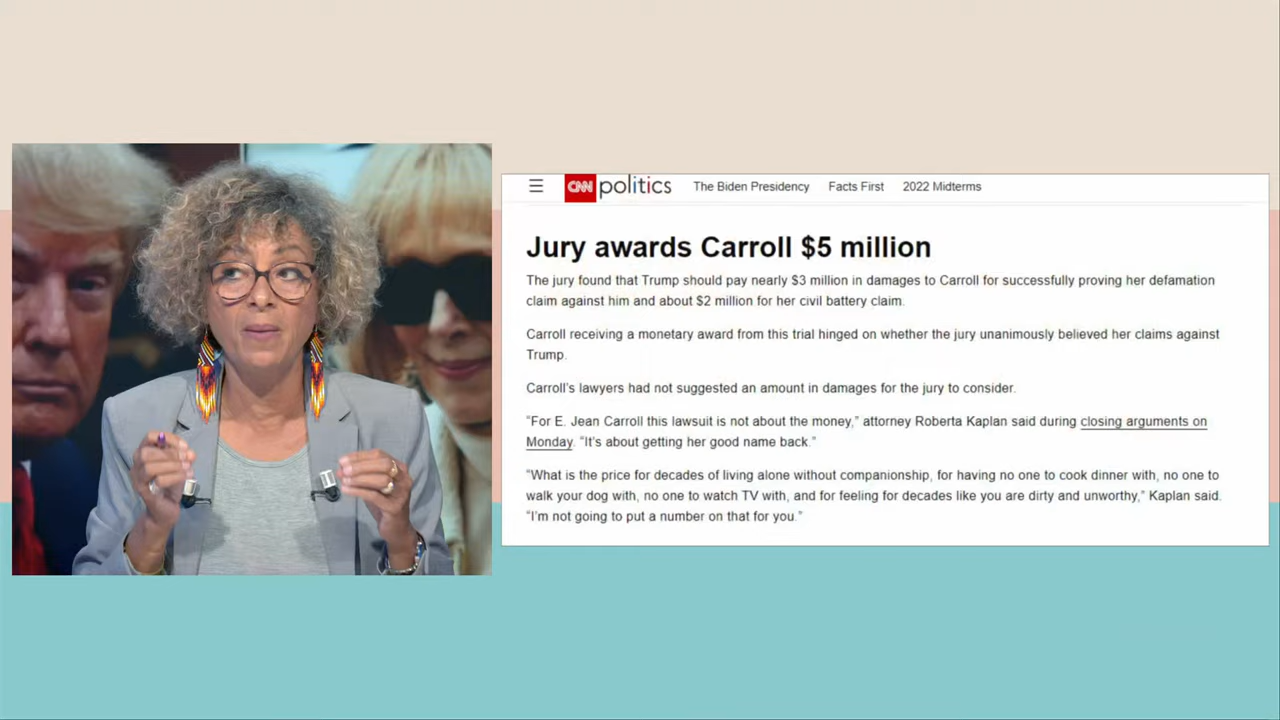 CNN politics The Biden Presidency Facts First 2022 Midterms
Jury awards Carroll $5 million
The jury found that Trump should pay nearly $3 million in damages to Carroll for successfully proving her defamation
claim against him and about $2 million for her civil battery claim.
Carroll receiving a monetary award from this trial hinged on whether the jury unanimously believed her claims against
Trump.
Carroll's lawyers had not suggested an amount in damages for the jury to consider.
“For E. Jean Carroll this lawsuit is not about the money,” attorney Roberta Kaplan said during closing arguments on
Monday. “It's about getting her good name back.”
“What is the price for decades of living alone without companionship, for having no one to cook dinner with, no one to
walk your dog with, no one to watch TV with, and for feeling for decades like you are dirty and unworthy,” Kaplan said.
“I'm not going to put a number on that for you.”